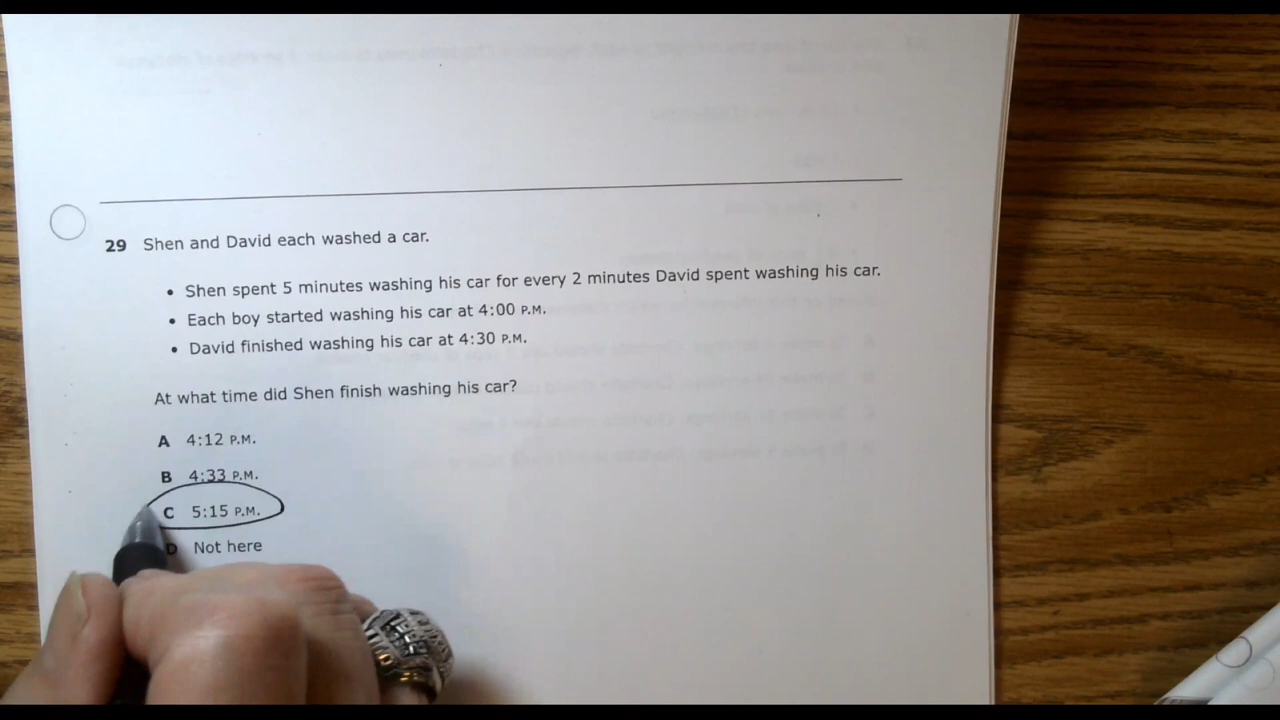 29 Shen and David each washed a car.
• Shen spent 5 minutes washing his car for every 2 minutes David spent washing his car.
• Each boy started washing his car at 4:00 P.M.
• David finished washing his car at 4:30 P.M.
At what time did Shen finish washing his car?
A 4:12 P.M.
B 4:33 P.M.
C 5:15 P.M.
D Not here